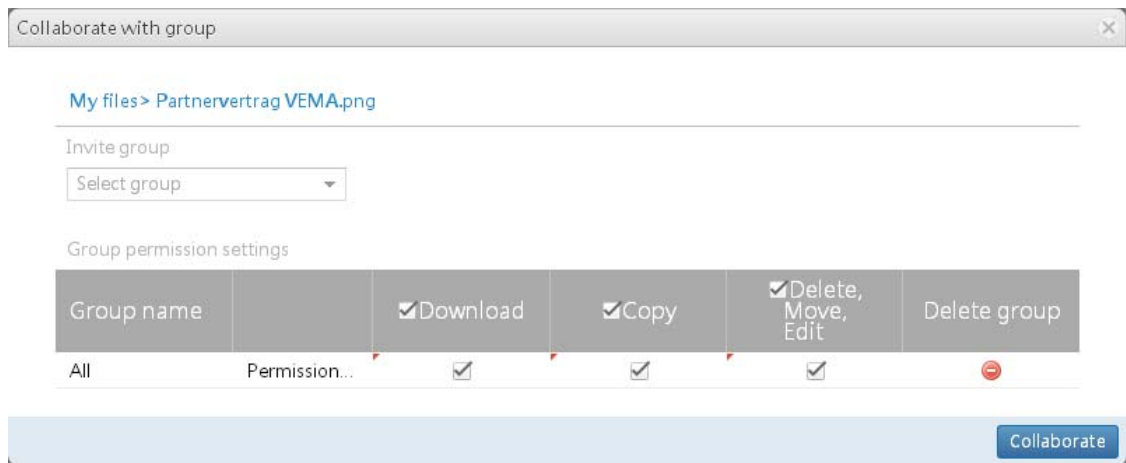 Collaborate with group
My files> Partnervertrag VEMA.png
Invite group
Select group
Group permission settings
Group name Download Copy Delete, Move, Edit Delete group
All Permission...
Collaborate